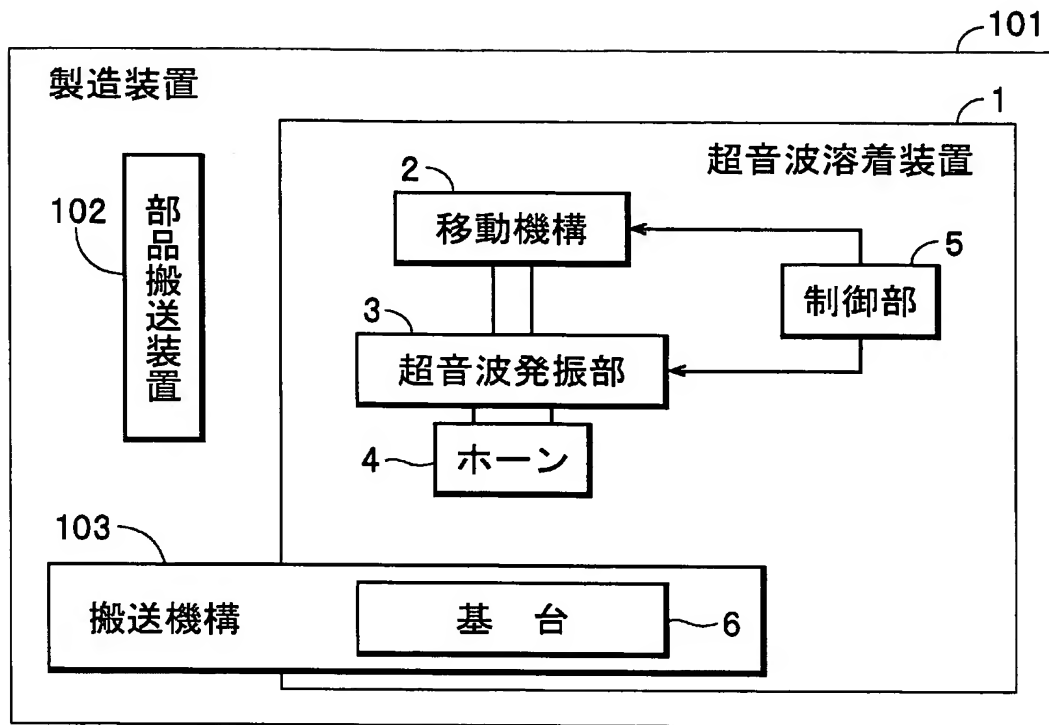 101
製造装置
1
超音波溶着装置
2
移動機構
102
部品搬送装置
5
制御部
3
超音波発振部
4
ホーン
103
搬送機構
基 台
6